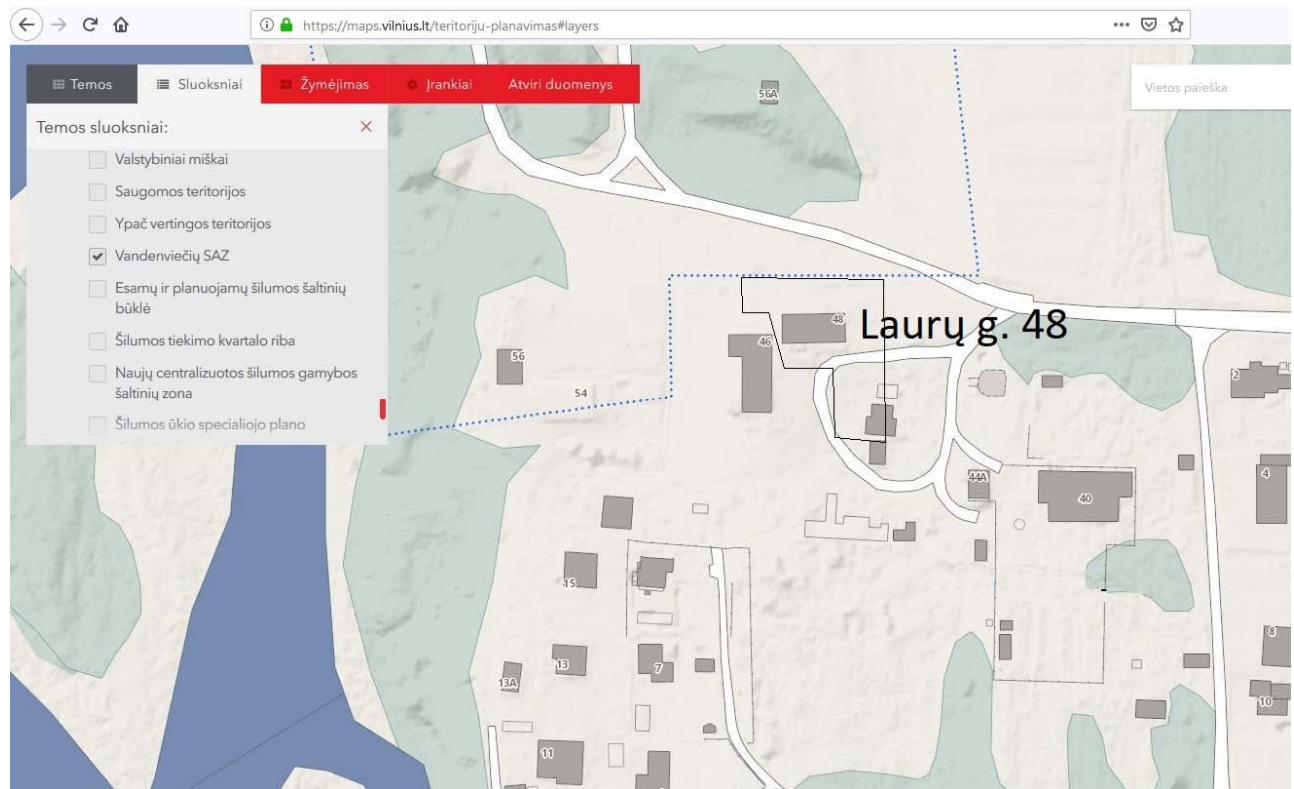 https://maps.vilnius.lt/teritoriju-planavimas#layers
Temos Sluoksniai Žymėjimas Įrankiai Atviri duomenys
Vietos paieška
Temos sluoksniai:
Valstybiniai miškai
Saugomos teritorijos
Ypač vertingos teritorijos
Vandenviečių SAZ
Esamų ir planuojamų šilumos šaltinių
būklė
Šilumos tiekimo kvartalo riba
Naujų centralizuotos šilumos gamybos
šaltinių zona
Šilumos ūkio specialiojo plano
56A
48
Laurų g. 48
46
56
54
2
44A
40
4
15
13
7
13A
8
10
11